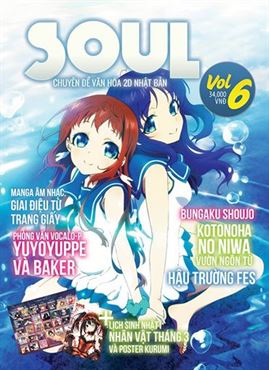 SOUL
CHUYÊN ĐỀ VĂN HÓA 2D NHẬT BẢN
Vol
6
34,000
VNĐ
MANGA ÂM NHẠC:
GIAI ĐIỆU TỪ
TRANG GIẤY
PHỎNG VẤN VOCALO-P
YUYOYUPPE
VÀ BAKER
BUNGAKU SHOUJO
KOTONOHA
NO NIWA
VƯỜN NGÔN TỪ
HẬU TRƯỜNG FES
+
LỊCH SINH NHẬT
NHÂN VẬT THÁNG 3
VÀ POSTER KURUMI